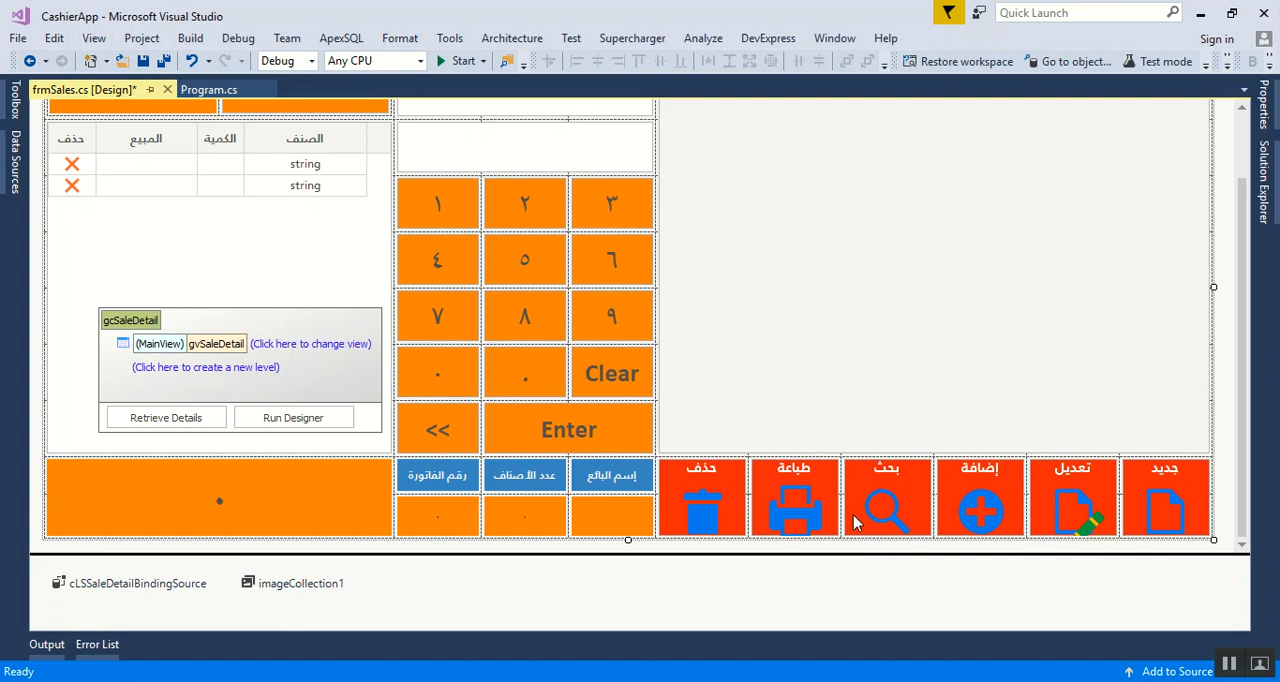 CashierApp - Microsoft Visual Studio
Quick Launch
File Edit View Project Build Debug Team ApexSQL Format Tools Architecture Test Supercharger Analyze DevExpress Window Help
Sign in
Debug Any CPU Start Restore workspace Go to object... Test mode B
frmSales.cs [Design]* Program.cs
Toolbox
Data Sources
Properties
Solution Explorer
حذف المبيع الكمية الصنف
string
string
١ ٢ ٣
٤ ٥ ٦
٧ ٨ ٩
٠ . Clear
<< Enter
gcSaleDetail
(MainView) gvSaleDetail (Click here to change view)
(Click here to create a new level)
Retrieve Details Run Designer
رقم الفاتورة عدد الأصناف إسم البائع
حذف طباعة بحث إضافة تعديل جديد
٠
٠ ٠
cLSSaleDetailBindingSource imageCollection1
Output Error List
Ready
Add to Source